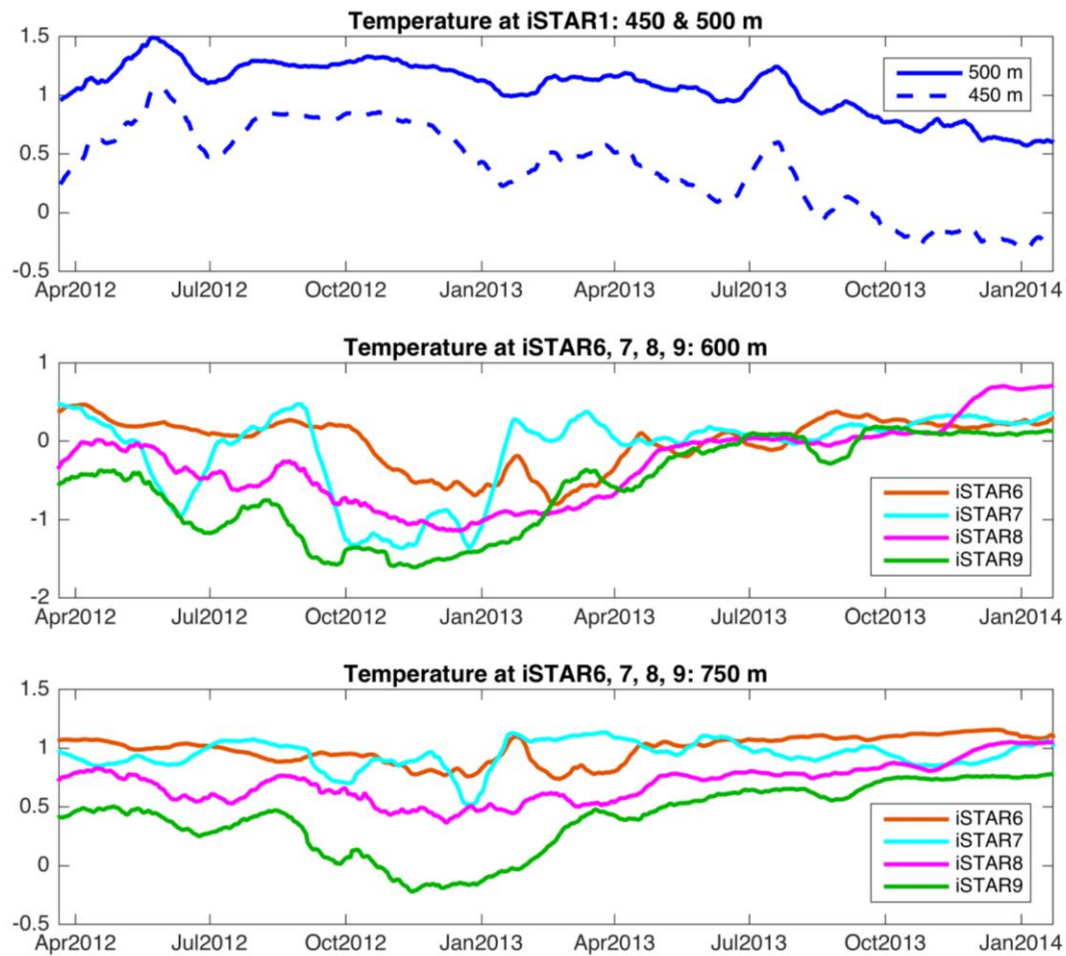 Temperature at iSTAR1: 450 & 500 m
1.5
1
0.5
0
-0.5
500 m
450 m
Apr2012 Jul2012 Oct2012 Jan2013 Apr2013 Jul2013 Oct2013 Jan2014
Temperature at iSTAR6, 7, 8, 9: 600 m
1
0
-1
-2
iSTAR6
iSTAR7
iSTAR8
iSTAR9
Apr2012 Jul2012 Oct2012 Jan2013 Apr2013 Jul2013 Oct2013 Jan2014
Temperature at iSTAR6, 7, 8, 9: 750 m
1.5
1
0.5
0
-0.5
iSTAR6
iSTAR7
iSTAR8
iSTAR9
Apr2012 Jul2012 Oct2012 Jan2013 Apr2013 Jul2013 Oct2013 Jan2014